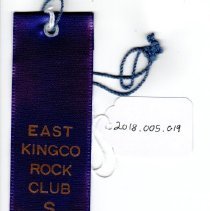 EAST
KINGCO
ROCK
CLUB
S
2018.005.019